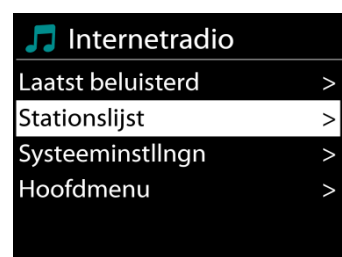 Internetradio
Laatst beluisterd >
Stationslijst >
Systeeminstllngn >
Hoofdmenu >